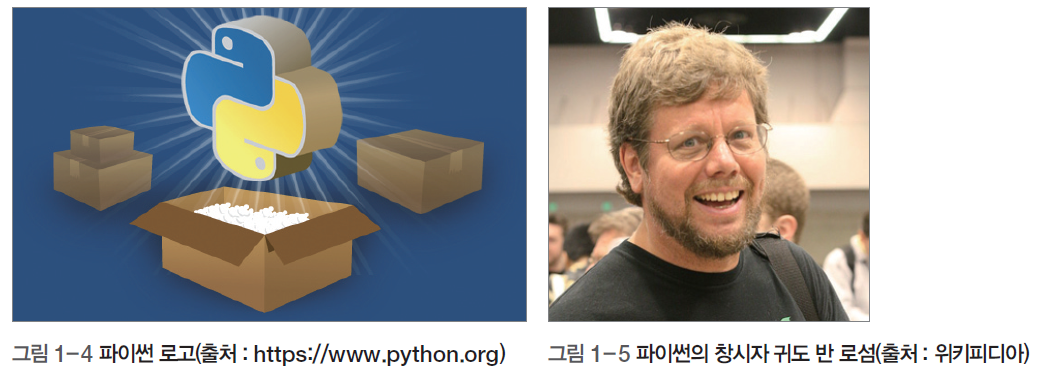 그림 1-4 파이썬 로고(출처 : https://www.python.org)
그림 1-5 파이썬의 창시자 귀도 반 로섬(출처 : 위키피디아)